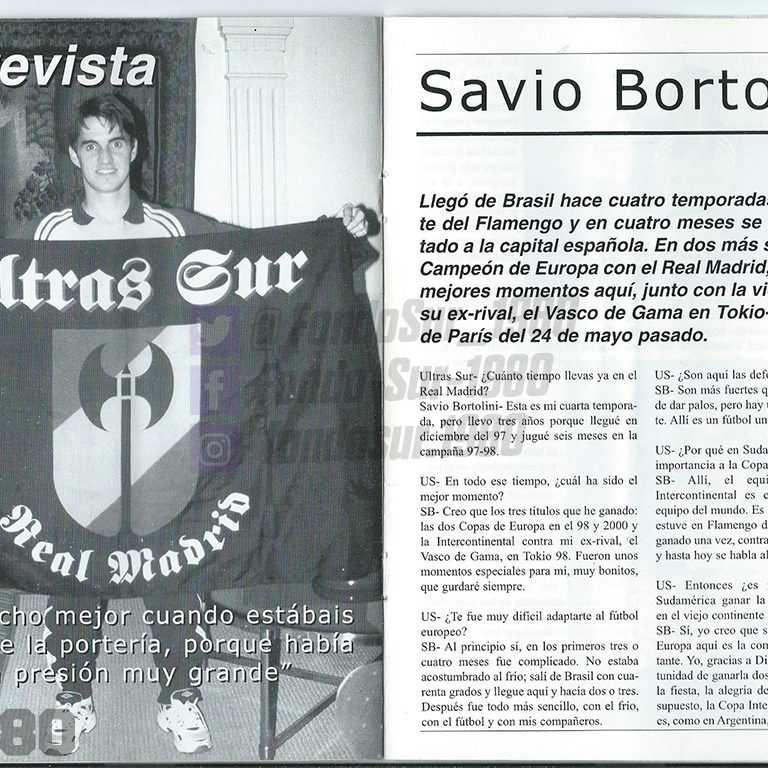 evista
ltras Sur
Real Madrid
cho mejor cuando estábais
e la portería, porque había
presión muy grande"
80
Savio Borto
Llegó de Brasil hace cuatro temporadas
te del Flamengo y en cuatro meses se
tado a la capital española. En dos más s
Campeón de Europa con el Real Madrid,
mejores momentos aquí, junto con la vi
su ex-rival, el Vasco de Gama en Tokio-
de París del 24 de mayo pasado.
@FondoSur_1980
FondoSur-1980
fondosur1980
Ultras Sur- ¿Cuánto tiempo llevas ya en el
Real Madrid?
Savio Bortolini- Esta es mi cuarta tempora-
da, pero llevo tres años porque llegué en
diciembre del 97 y jugué seis meses en la
campaña 97-98.
US- En todo ese tiempo, ¿cuál ha sido el
mejor momento?
SB- Creo que los tres títulos que he ganado:
las dos Copas de Europa en el 98 y 2000 y
la Intercontinental contra mi ex-rival, el
Vasco de Gama, en Tokio 98. Fueron unos
momentos especiales para mí, muy bonitos,
que gurdaré siempre.
US- ¿Te fue muy difícil adaptarte al fútbol
europeo?
SB- Al principio sí, en los primeros tres o
cuatro meses fue complicado. No estaba
acostumbrado al frío; salí de Brasil con cua-
renta grados y llegue aquí y hacía dos o tres.
Después fue todo más sencillo, con el frío,
con el fútbol y con mis compañeros.
US- ¿Son aquí las defe
SB- Son más fuertes q
de dar palos, pero hay u
te. Allí es un fútbol un
US- ¿Por qué en Suda
importancia a la Copa
SB- Allí, el equi
Intercontinental es c
equipo del mundo. Es
estuve en Flamengo d
ganado una vez, contra
y hasta hoy se habla al
US- Entonces ¿es
Sudamérica ganar la
en el viejo continente
SB- Sí, yo creo que s
Europa aquí es la com
tante. Yo, gracias a Di
tunidad de ganarla dos
la fiesta, la alegría de
supuesto, la Copa Inter
es, como en Argentina,